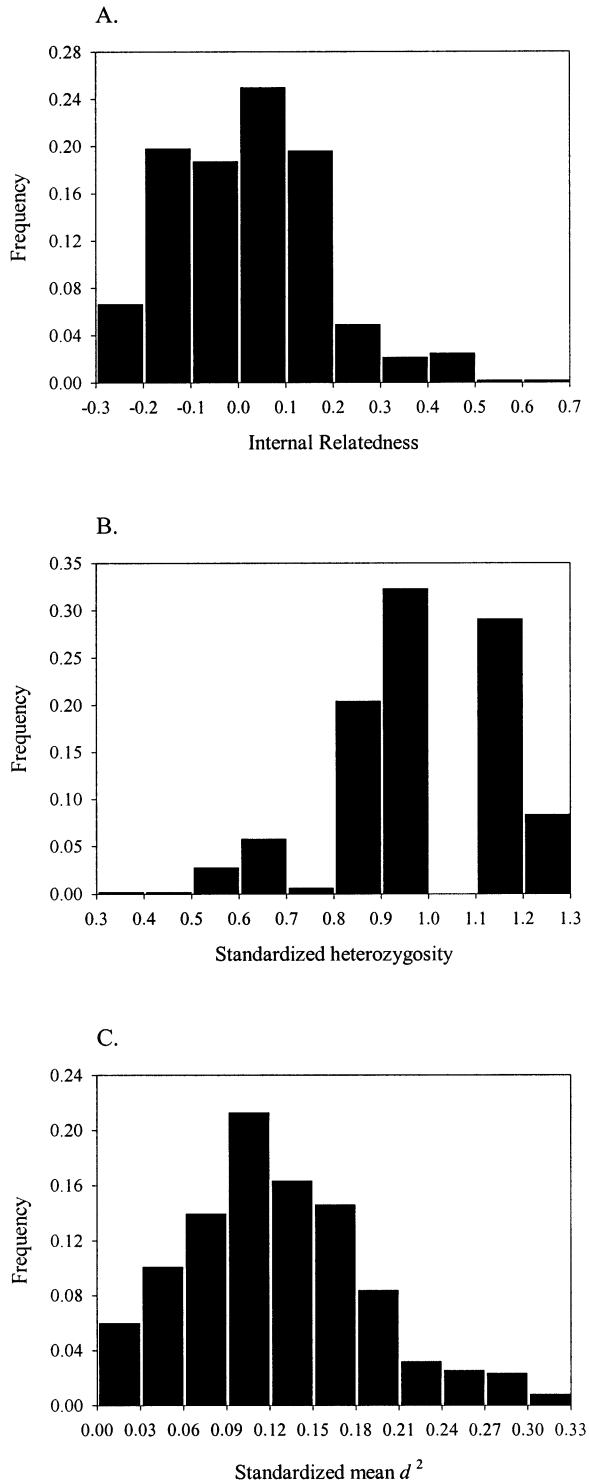 A.
0.28
0.24
0.20
0.16
0.12
0.08
0.04
0.00
Frequency
-0.3 -0.2 -0.1 0.0 0.1 0.2 0.3 0.4 0.5 0.6 0.7
Internal Relatedness
B.
0.35
0.30
0.25
0.20
0.15
0.10
0.05
0.00
Frequency
0.3 0.4 0.5 0.6 0.7 0.8 0.9 1.0 1.1 1.2 1.3
Standardized heterozygosity
C.
0.24
0.20
0.16
0.12
0.08
0.04
0.00
Frequency
0.00 0.03 0.06 0.09 0.12 0.15 0.18 0.21 0.24 0.27 0.30 0.33
Standardized mean d ²